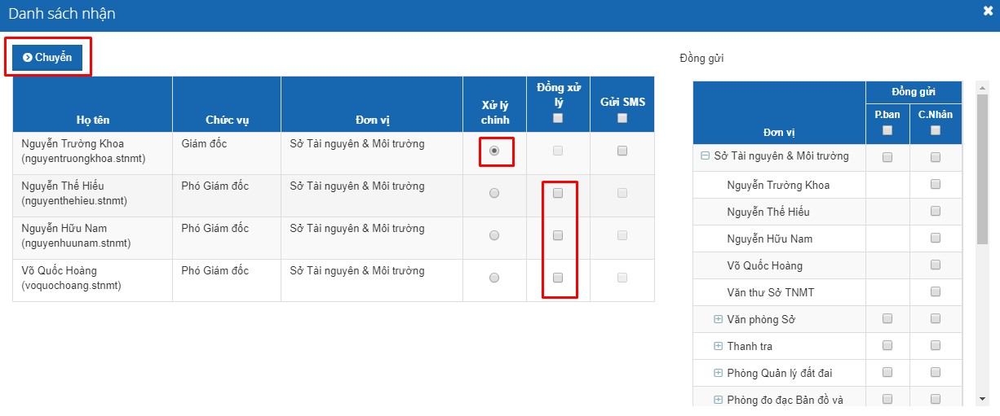 Danh sách nhận
Chuyển
Đồng gửi
Họ tên
Chức vụ
Đơn vị
Xử lý
chính
Đồng xử
lý
Gửi SMS
Nguyễn Trường Khoa
(nguyentruongkhoa.stnmt)
Giám đốc
Sở Tài nguyên & Môi trường
Nguyễn Thế Hiếu
(nguyenthehieu.stnmt)
Phó Giám đốc
Sở Tài nguyên & Môi trường
Nguyễn Hữu Nam
(nguyenhuunam.stnmt)
Phó Giám đốc
Sở Tài nguyên & Môi trường
Võ Quốc Hoàng
(voquochoang.stnmt)
Phó Giám đốc
Sở Tài nguyên & Môi trường
Đơn vị
Đồng gửi
P.ban
C.Nhân
Sở Tài nguyên & Môi trường
Nguyễn Trường Khoa
Nguyễn Thế Hiếu
Nguyễn Hữu Nam
Võ Quốc Hoàng
Văn thư Sở TNMT
Văn phòng Sở
Thanh tra
Phòng Quản lý đất đai
Phòng đo đạc Bản đồ và